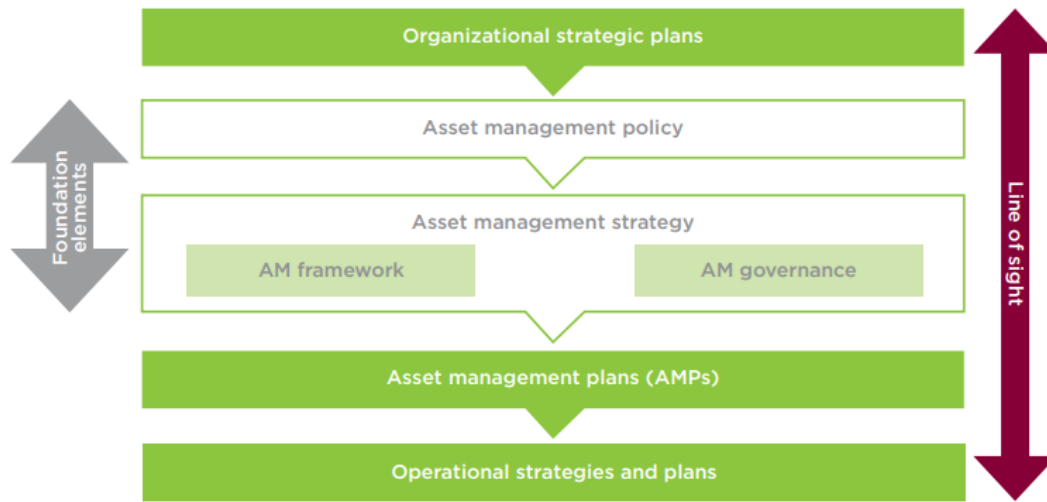 Organizational strategic plans
Asset management policy
Foundation
elements
Asset management strategy
AM framework
AM governance
Line of sight
Asset management plans (AMPs)
Operational strategies and plans